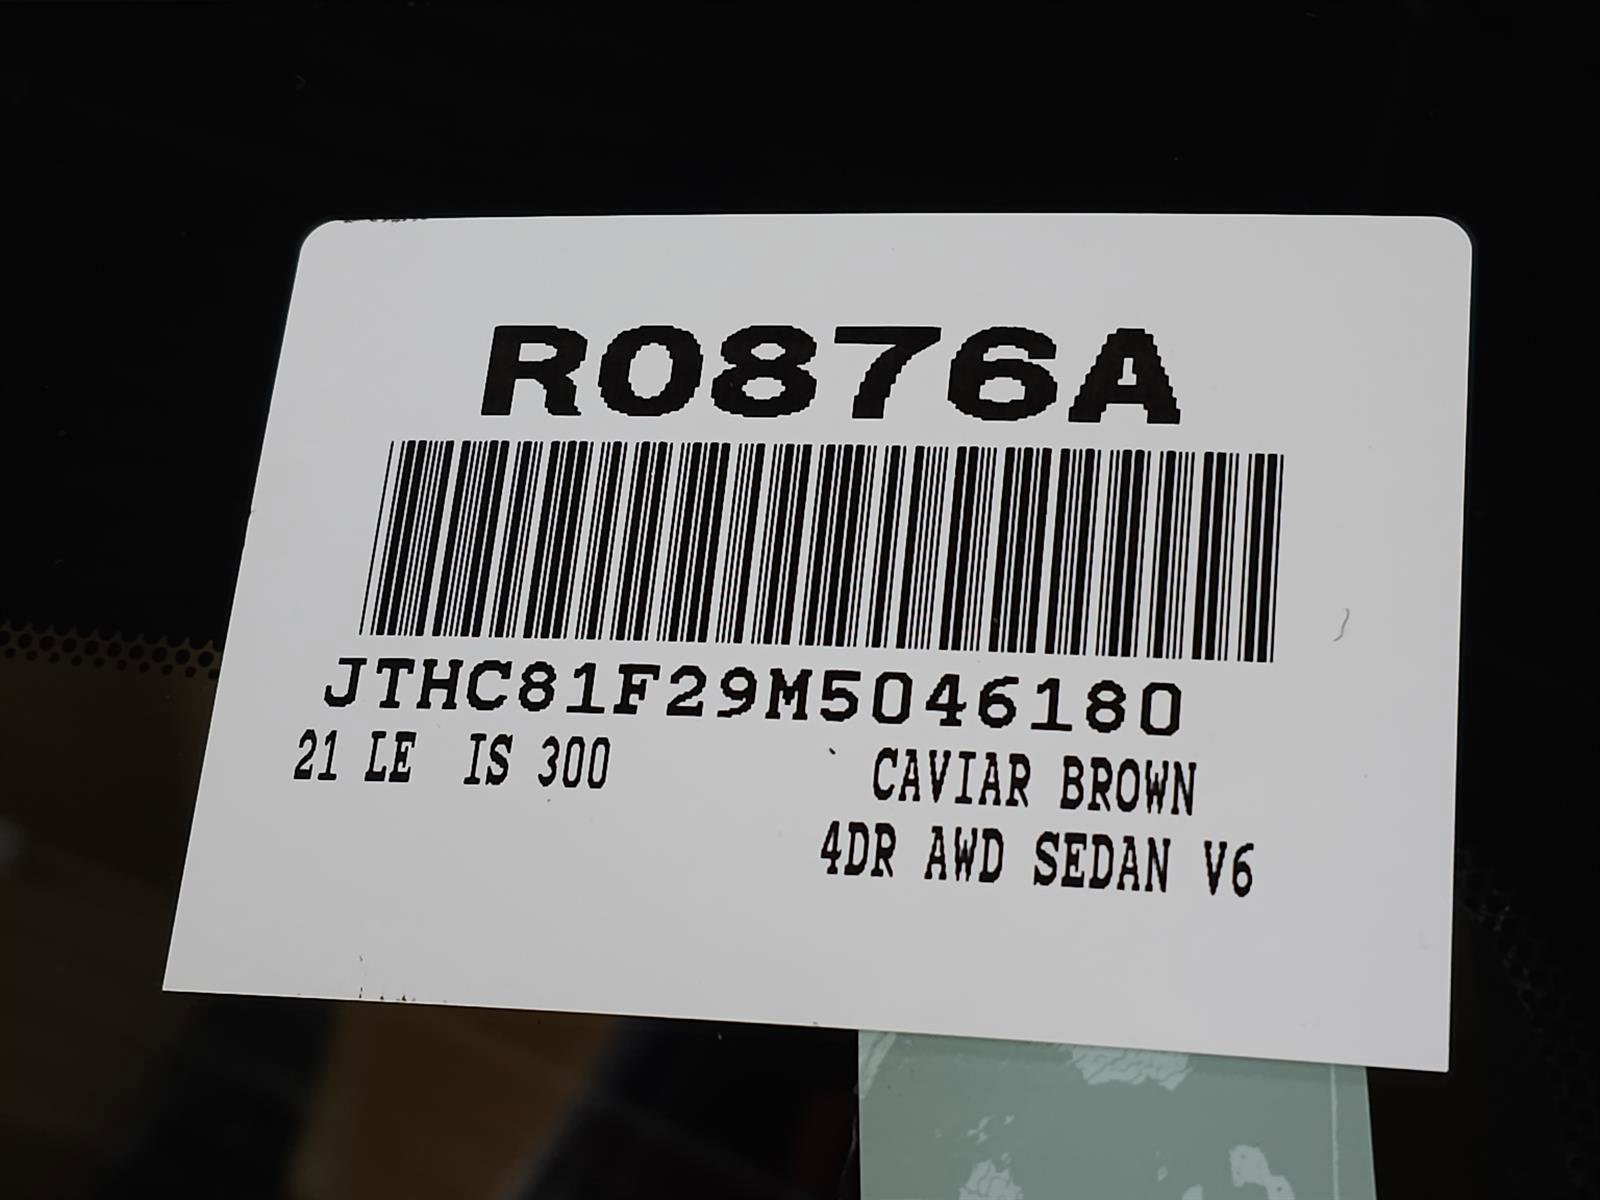 R0876A
JTHC81F29M5046180
21 LE IS 300
CAVIAR BROWN
4DR AWD SEDAN V6